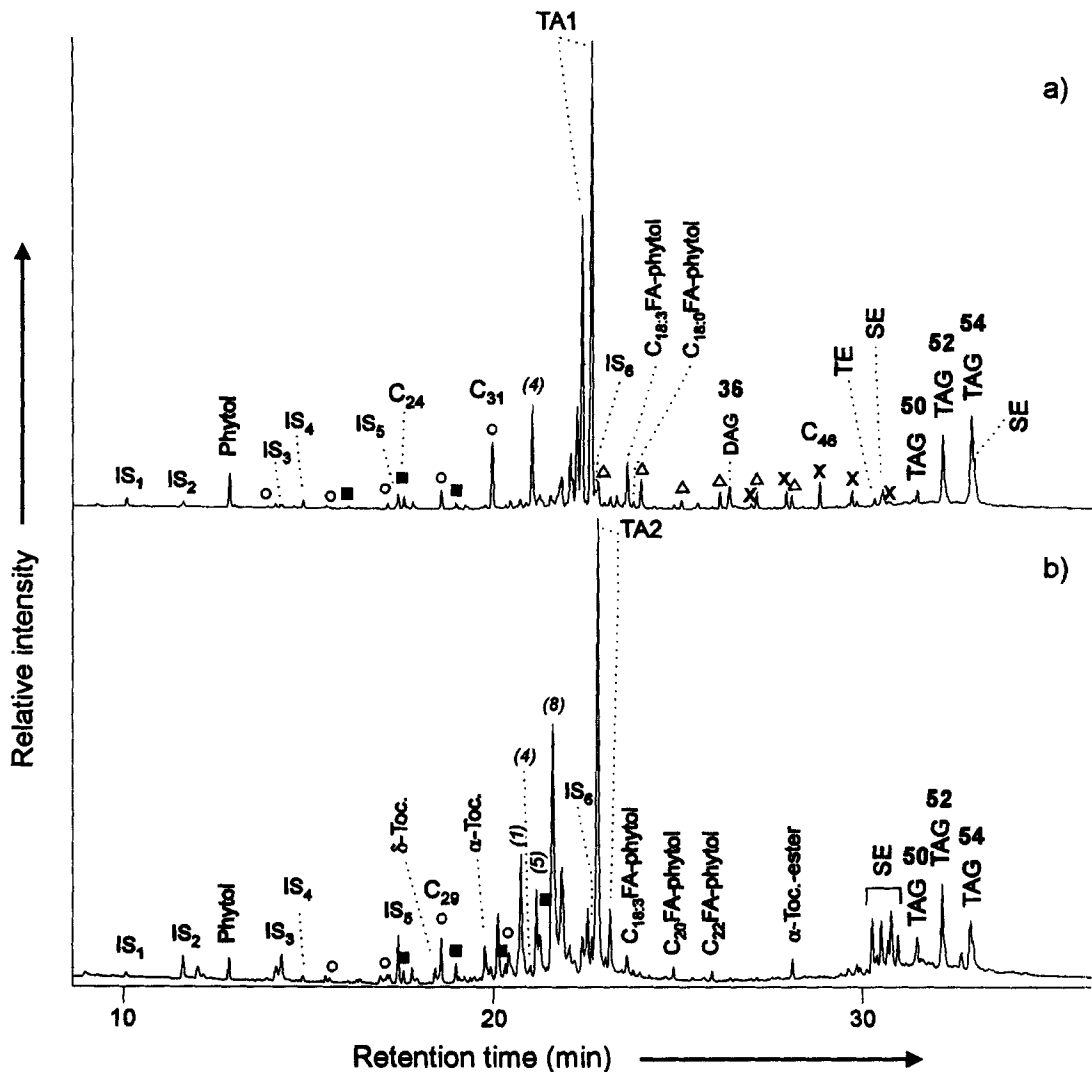 TA1
a)
IS₁
IS₂
Phytol
IS₃
IS₄
IS₅
C₂₄
C₃₁
(4)
IS₆
C₁₈:₃FA-phytol
C₁₈:₀FA-phytol
36
DAG
C₄₆
TE
SE
50
TAG
52
TAG
54
TAG
SE
TA2
b)
IS₁
IS₂
Phytol
IS₃
IS₄
IS₅
δ-Toc.
C₂₉
α-Toc.
(1)
(4)
(5)
(8)
IS₆
C₁₈:₃FA-phytol
C₂₀FA-phytol
C₂₂FA-phytol
α-Toc.-ester
SE
50
TAG
52
TAG
54
TAG
Relative intensity
10
20
30
Retention time (min)